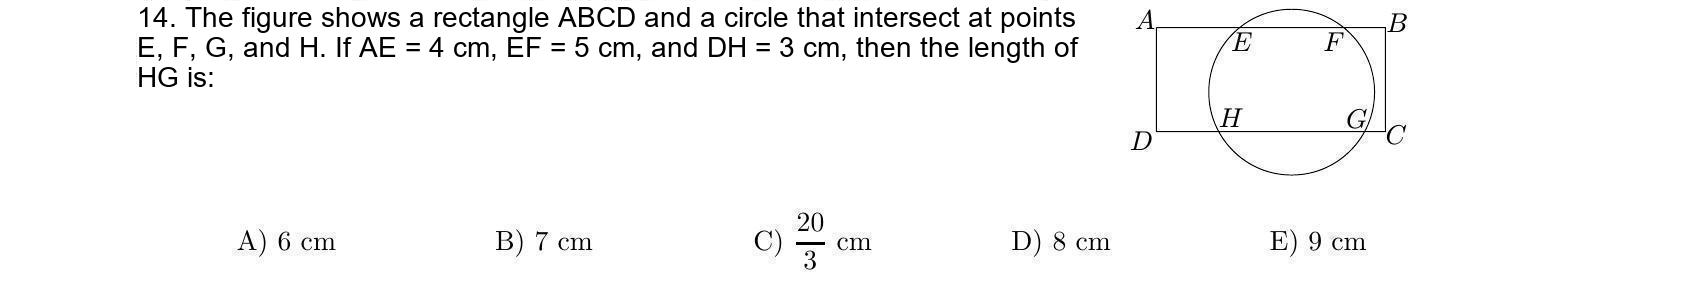 14. The figure shows a rectangle ABCD and a circle that intersect at points
E, F, G, and H. If AE = 4 cm, EF = 5 cm, and DH = 3 cm, then the length of
HG is:
A B
E F
H G
D C
A) 6 cm B) 7 cm C) 20/3 cm D) 8 cm E) 9 cm